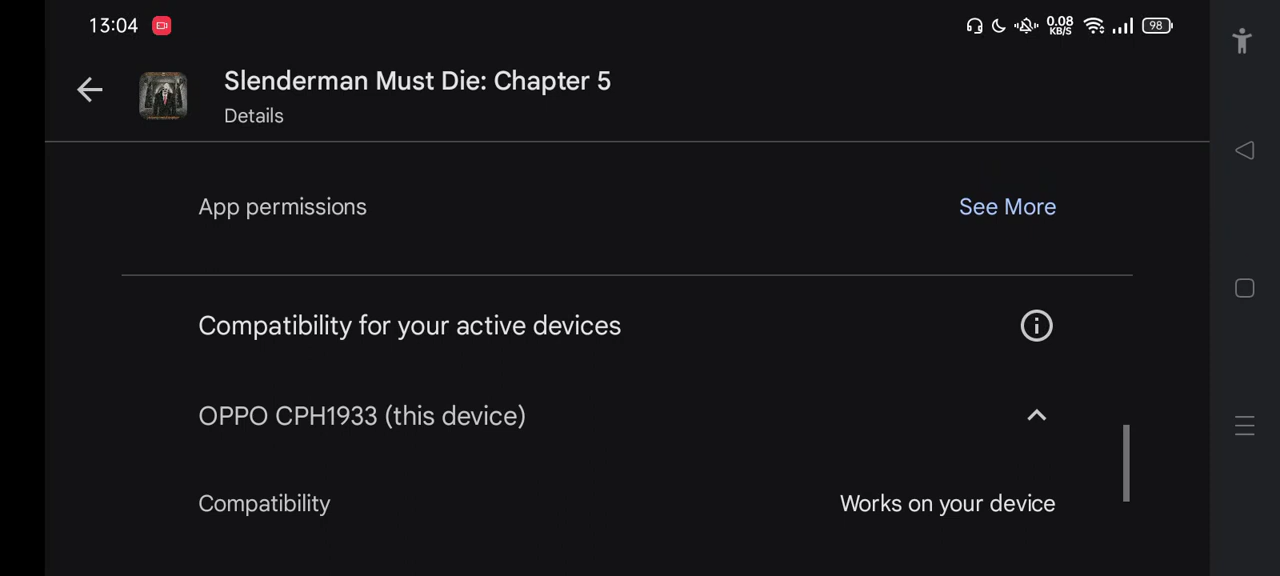 13:04
0.08
KB/S
98
Slenderman Must Die: Chapter 5
Details
App permissions
See More
Compatibility for your active devices
OPPO CPH1933 (this device)
Compatibility
Works on your device